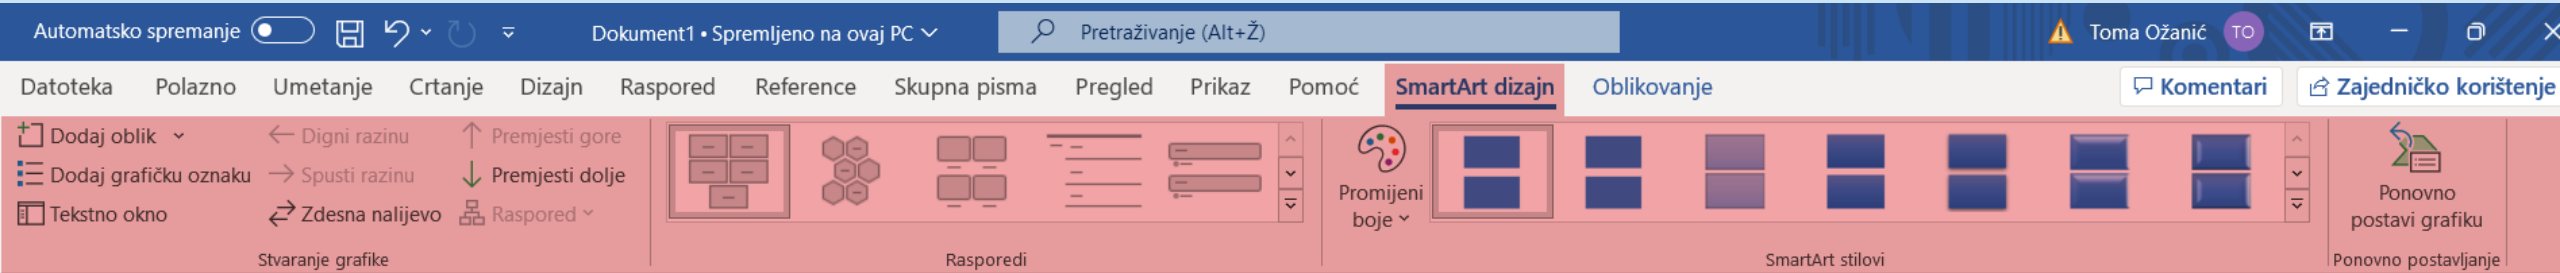 Automatsko spremanje
Dokument1 • Spremljeno na ovaj PC
Pretraživanje (Alt+Ž)
Toma Ožanić TO
Datoteka Polazno Umetanje Crtanje Dizajn Raspored Reference Skupna pisma Pregled Prikaz Pomoć SmartArt dizajn Oblikovanje Komentari Zajedničko korištenje
Dodaj oblik
Dodaj grafičku oznaku
Tekstno okno
Digni razinu
Spusti razinu
Zdesna nalijevo
Premjesti gore
Premjesti dolje
Raspored
Stvaranje grafike
Rasporedi
Promijeni
boje
SmartArt stilovi
Ponovno
postavi grafiku
Ponovno postavljanje